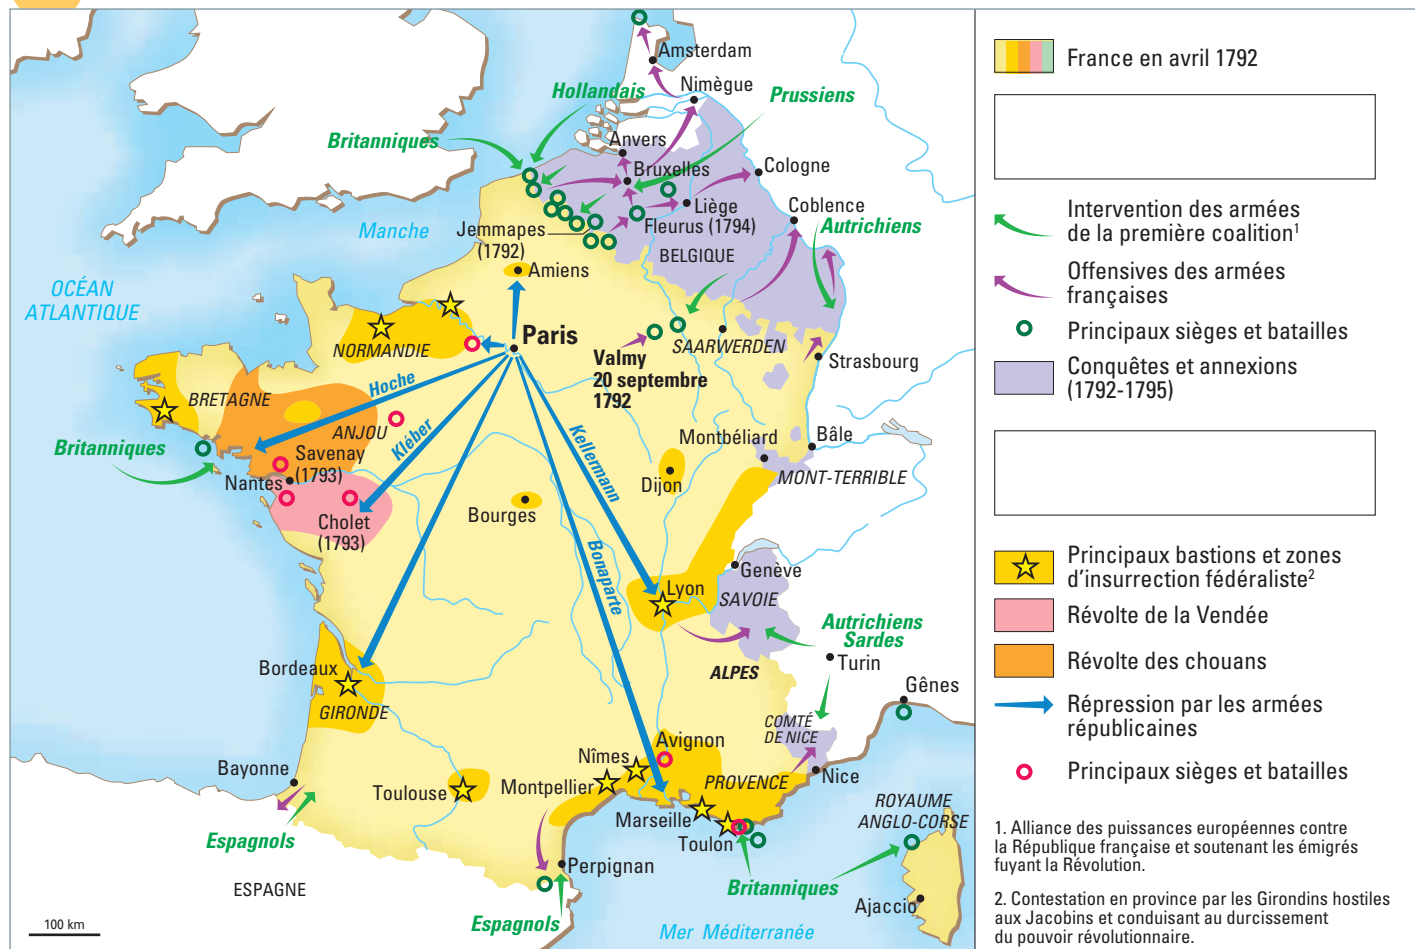 Amsterdam
Nimègue
Hollandais
Prussiens
Britanniques
Anvers
Bruxelles
Cologne
Liège
Coblence
Manche
Jemmapes
(1792)
Fleurus (1794)
Autrichiens
BELGIQUE
Amiens
OCÉAN
ATLANTIQUE
Paris
NORMANDIE
SAARWERDEN
Valmy
20 septembre
1792
Strasbourg
Hoche
BRETAGNE
ANJOU
Kléber
Kellermann
Montbéliard
Bâle
Britanniques
Savenay
(1793)
Nantes
Dijon
MONT-TERRIBLE
Cholet
(1793)
Bourges
Bonaparte
Genève
Lyon
SAVOIE
Autrichiens
Sardes
Bordeaux
ALPES
Turin
Gênes
GIRONDE
COMTÉ
DE NICE
Avignon
Nîmes
Bayonne
Toulouse
Montpellier
PROVENCE
Nice
Marseille
ROYAUME
ANGLO-CORSE
Toulon
Espagnols
Perpignan
ESPAGNE
Britanniques
Ajaccio
Espagnols
100 km
Mer Méditerranée
France en avril 1792
Intervention des armées
de la première coalition1
Offensives des armées
françaises
Principaux sièges et batailles
Conquêtes et annexions
(1792-1795)
Principaux bastions et zones
d’insurrection fédéraliste2
Révolte de la Vendée
Révolte des chouans
Répression par les armées
républicaines
Principaux sièges et batailles
1. Alliance des puissances européennes contre
la République française et soutenant les émigrés
fuyant la Révolution.
2. Contestation en province par les Girondins hostiles
aux Jacobins et conduisant au durcissement
du pouvoir révolutionnaire.